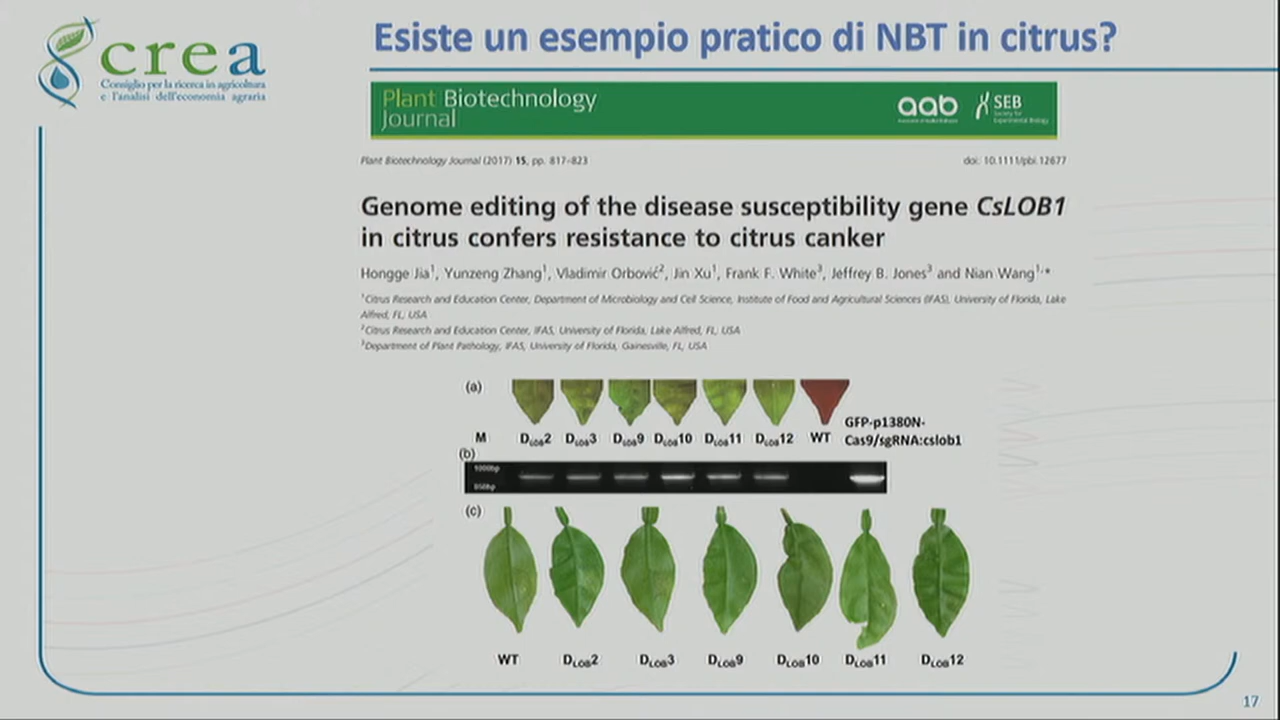 crea
Consiglio per la ricerca in agricoltura
e l'analisi dell'economia agraria
Esiste un esempio pratico di NBT in citrus?
Plant Biotechnology
Journal
aab
SEB
Society for
Experimental Biology
Plant Biotechnology Journal (2017) 15, pp. 817–823
doi: 10.1111/pbi.12677
Genome editing of the disease susceptibility gene CsLOB1
in citrus confers resistance to citrus canker
Hongge Jia1, Yunzeng Zhang1, Vladimir Orbović2, Jin Xu1, Frank F. White3, Jeffrey B. Jones3 and Nian Wang1,*
1Citrus Research and Education Center, Department of Microbiology and Cell Science, Institute of Food and Agricultural Sciences (IFAS), University of Florida, Lake
Alfred, FL, USA
2Citrus Research and Education Center, IFAS, University of Florida, Lake Alfred, FL, USA
3Department of Plant Pathology, IFAS, University of Florida, Gainesville, FL, USA
(a)
M DLOB2 DLOB3 DLOB9 DLOB10 DLOB11 DLOB12 WT
GFP-p1380N-
Cas9/sgRNA:cslob1
(b)
1000bp
850bp
(c)
WT DLOB2 DLOB3 DLOB9 DLOB10 DLOB11 DLOB12
17